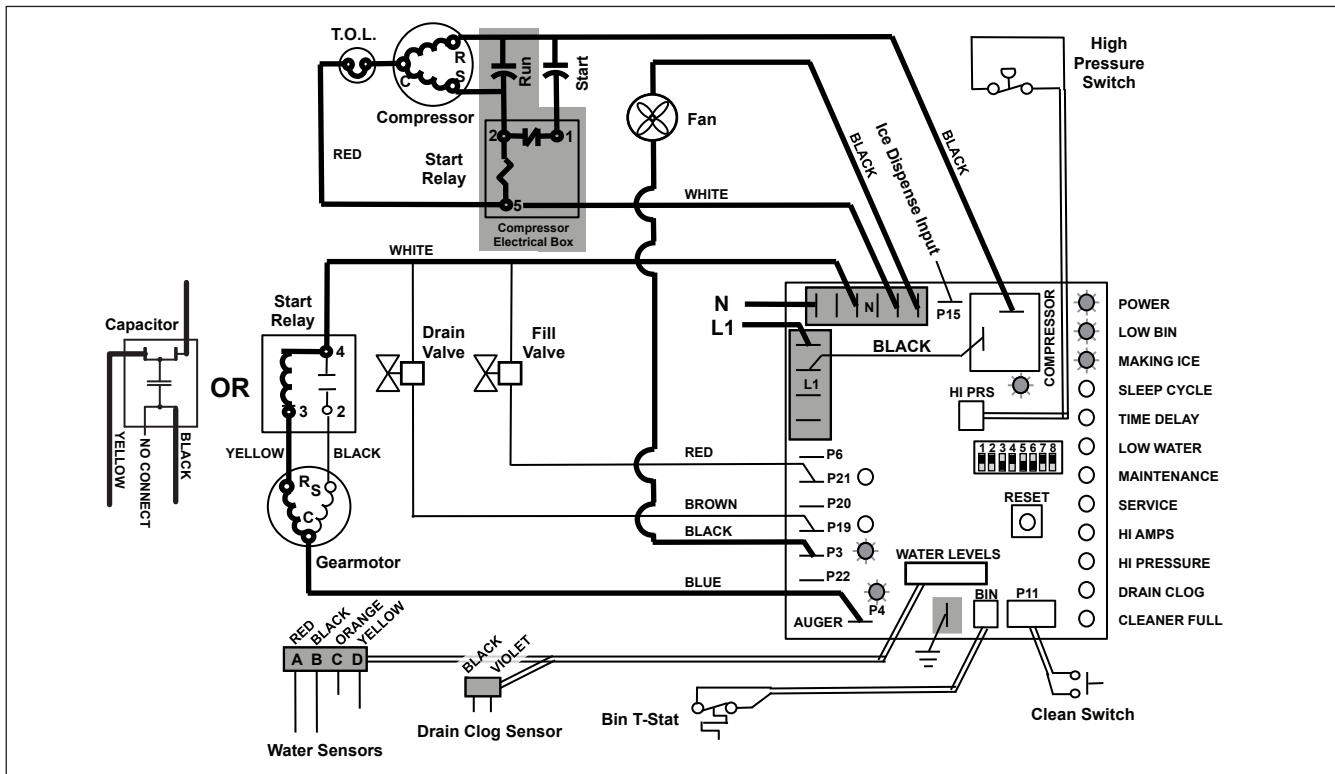 T.O.L.
R
S
C
Compressor
Run
Start
High
Pressure
Switch
Fan
2
1
RED
Start
Relay
5
Compressor
Electrical Box
WHITE
BLACK
Ice Dispense Input
BLACK
WHITE
N
L1
N
P15
COMPRESSOR
BLACK
L1
HI PRS
POWER
LOW BIN
MAKING ICE
SLEEP CYCLE
TIME DELAY
LOW WATER
MAINTENANCE
SERVICE
HI AMPS
HI PRESSURE
DRAIN CLOG
CLEANER FULL
Capacitor
OR
Start
Relay
4
3
2
Drain
Valve
Fill
Valve
YELLOW
NO CONNECT
BLACK
YELLOW
BLACK
R
S
C
Gearmotor
RED
BROWN
BLACK
BLUE
P6
P21
P20
P19
P3
P22
P4
AUGER
1 2 3 4 5 6 7 8
RESET
WATER LEVELS
BIN
P11
RED
BLACK
ORANGE
YELLOW
A B C D
Water Sensors
BLACK
VIOLET
Drain Clog Sensor
Bin T-Stat
Clean Switch